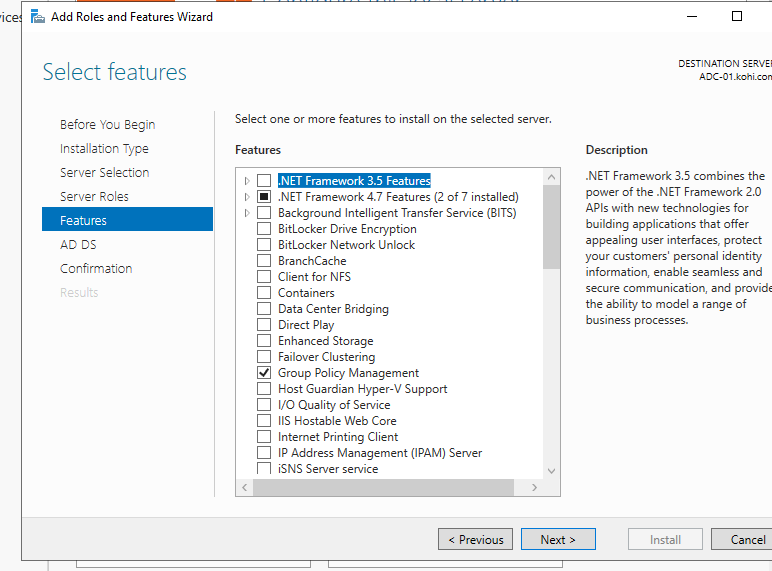 Add Roles and Features Wizard
Select features
DESTINATION SERVER
ADC-01.kohi.com
Before You Begin
Installation Type
Server Selection
Server Roles
Features
AD DS
Confirmation
Results
Select one or more features to install on the selected server.
Features
.NET Framework 3.5 Features
.NET Framework 4.7 Features (2 of 7 installed)
Background Intelligent Transfer Service (BITS)
BitLocker Drive Encryption
BitLocker Network Unlock
BranchCache
Client for NFS
Containers
Data Center Bridging
Direct Play
Enhanced Storage
Failover Clustering
Group Policy Management
Host Guardian Hyper-V Support
I/O Quality of Service
IIS Hostable Web Core
Internet Printing Client
IP Address Management (IPAM) Server
iSNS Server service
Description
.NET Framework 3.5 combines the
power of the .NET Framework 2.0
APIs with new technologies for
building applications that offer
appealing user interfaces, protect
your customers' personal identity
information, enable seamless and
secure communication, and provide
the ability to model a range of
business processes.
< Previous
Next >
Install
Cancel